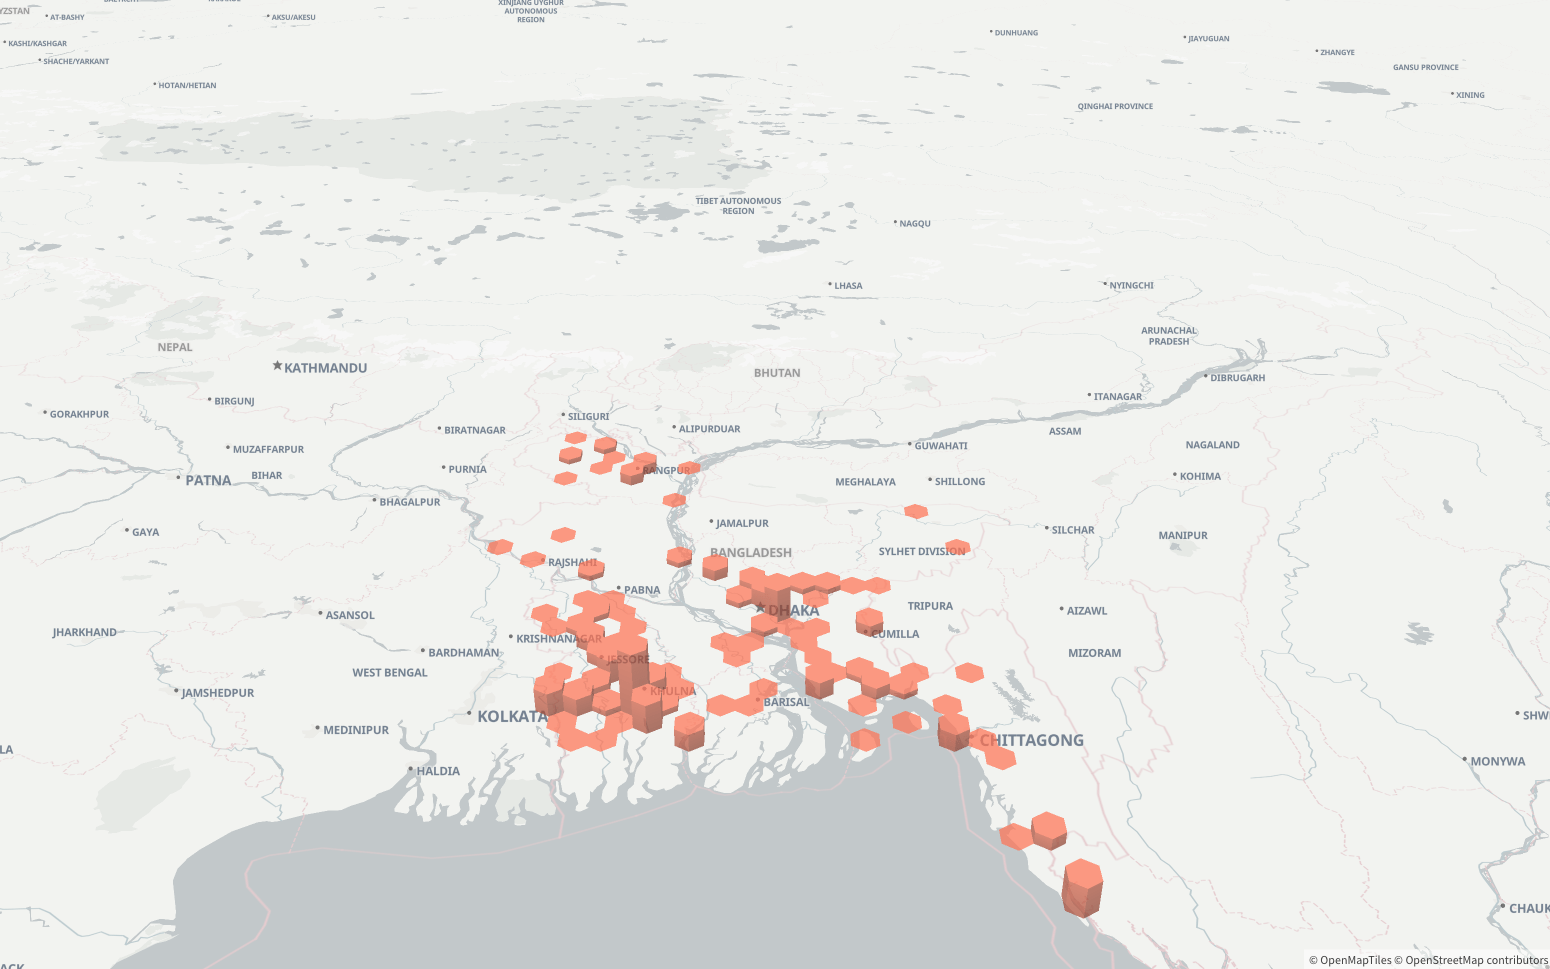 XINJIANG UYGHUR
AUTONOMOUS
REGION
YZSTAN
AT-BASHY
AKSU/AKESU
DUNHUANG
JIAYUGUAN
KASHI/KASHGAR
ZHANGYE
SHACHE/YARKANT
GANSU PROVINCE
HOTAN/HETIAN
XINING
QINGHAI PROVINCE
TIBET AUTONOMOUS
REGION
NAGQU
LHASA
NYINGCHI
ARUNACHAL
PRADESH
NEPAL
KATHMANDU
BHUTAN
DIBRUGARH
ITANAGAR
BIRGUNJ
GORAKHPUR
SILIGURI
BIRATNAGAR
ALIPURDUAR
ASSAM
MUZAFFARPUR
GUWAHATI
NAGALAND
PURNIA
RANGPUR
PATNA
BIHAR
MEGHALAYA
SHILLONG
KOHIMA
BHAGALPUR
JAMALPUR
GAYA
SILCHAR
MANIPUR
BANGLADESH
SYLHET DIVISION
RAJSHAHI
PABNA
DHAKA
TRIPURA
AIZAWL
ASANSOL
JHARKHAND
KRISHNANAGAR
CUMILLA
BARDHAMAN
JESSORE
MIZORAM
WEST BENGAL
JAMSHEDPUR
KHULNA
BARISAL
KOLKATA
SHW
MEDINIPUR
CHITTAGONG
LA
MONYWA
HALDIA
CHAUK
ACK
© OpenMapTiles © OpenStreetMap contributors